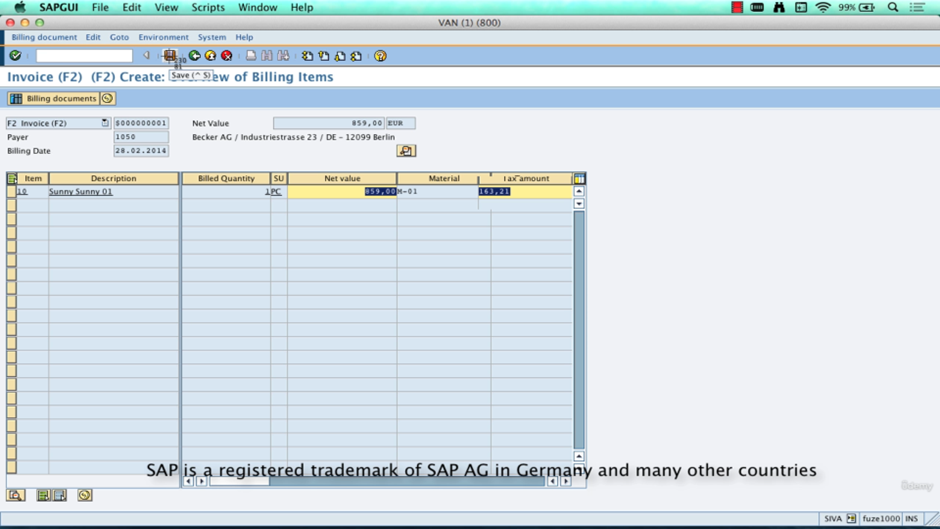 SAPGUI File Edit View Scripts Window Help 99%
VAN (1) (800)
Billing document Edit Goto Environment System Help
Invoice (F2) (F2) Create: Overview of Billing Items
Save (^ S)
Billing documents
F2 Invoice (F2) $000000001 Net Value 859,00 EUR
Payer 1050 Becker AG / Industriestrasse 23 / DE - 12099 Berlin
Billing Date 28.02.2014
Item Description Billed Quantity SU Net value Material Tax amount
10 Sunny Sunny 01 1 PC 859,00 M-01 163,21
SAP is a registered trademark of SAP AG in Germany and many other countries
Udemy
SIVA fuze1000 INS